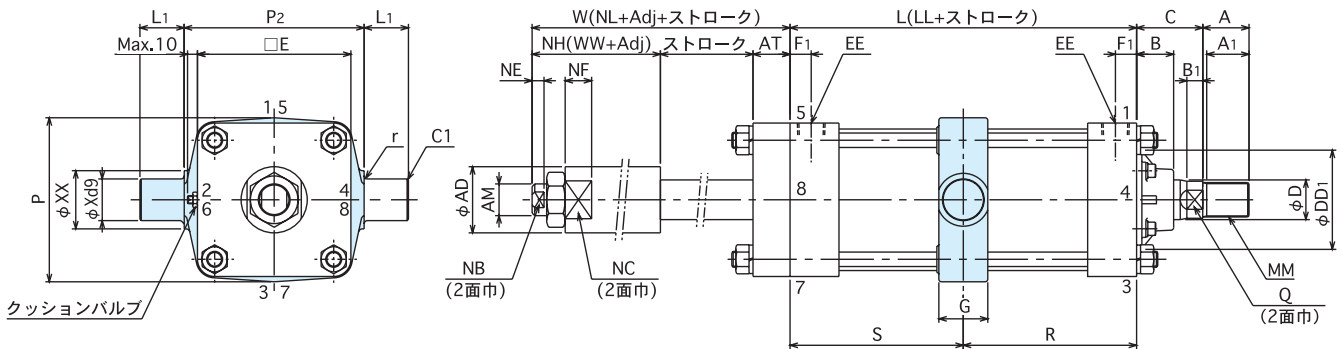 L1 P2 L1
Max.10 □E
1 5
r C1
P
φXX
φXd9
2 4
6 8
3 7
クッションバルブ
W(NL+Adj+ストローク) L(LL+ストローク) C A
NH(WW+Adj) ストローク AT F1 EE EE F1 B A1
NE NF B1
5 1
φAD
AM
8 4
φD
φDD1
NB
(2面巾)
NC
(2面巾)
7 3
MM
G
Q
(2面巾)
S R